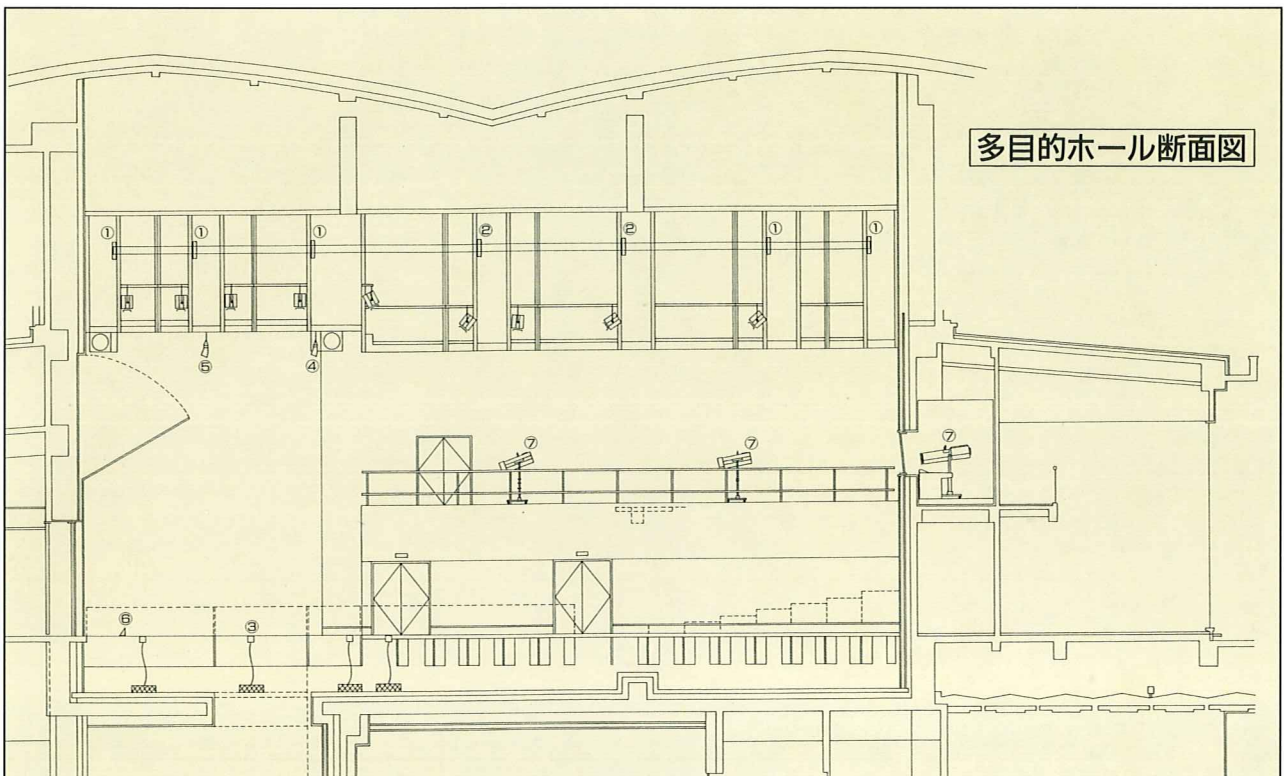 多目的ホール断面図
① ① ① ② ② ① ①
⑤ ④
⑦ ⑦ ⑦
⑥ ③